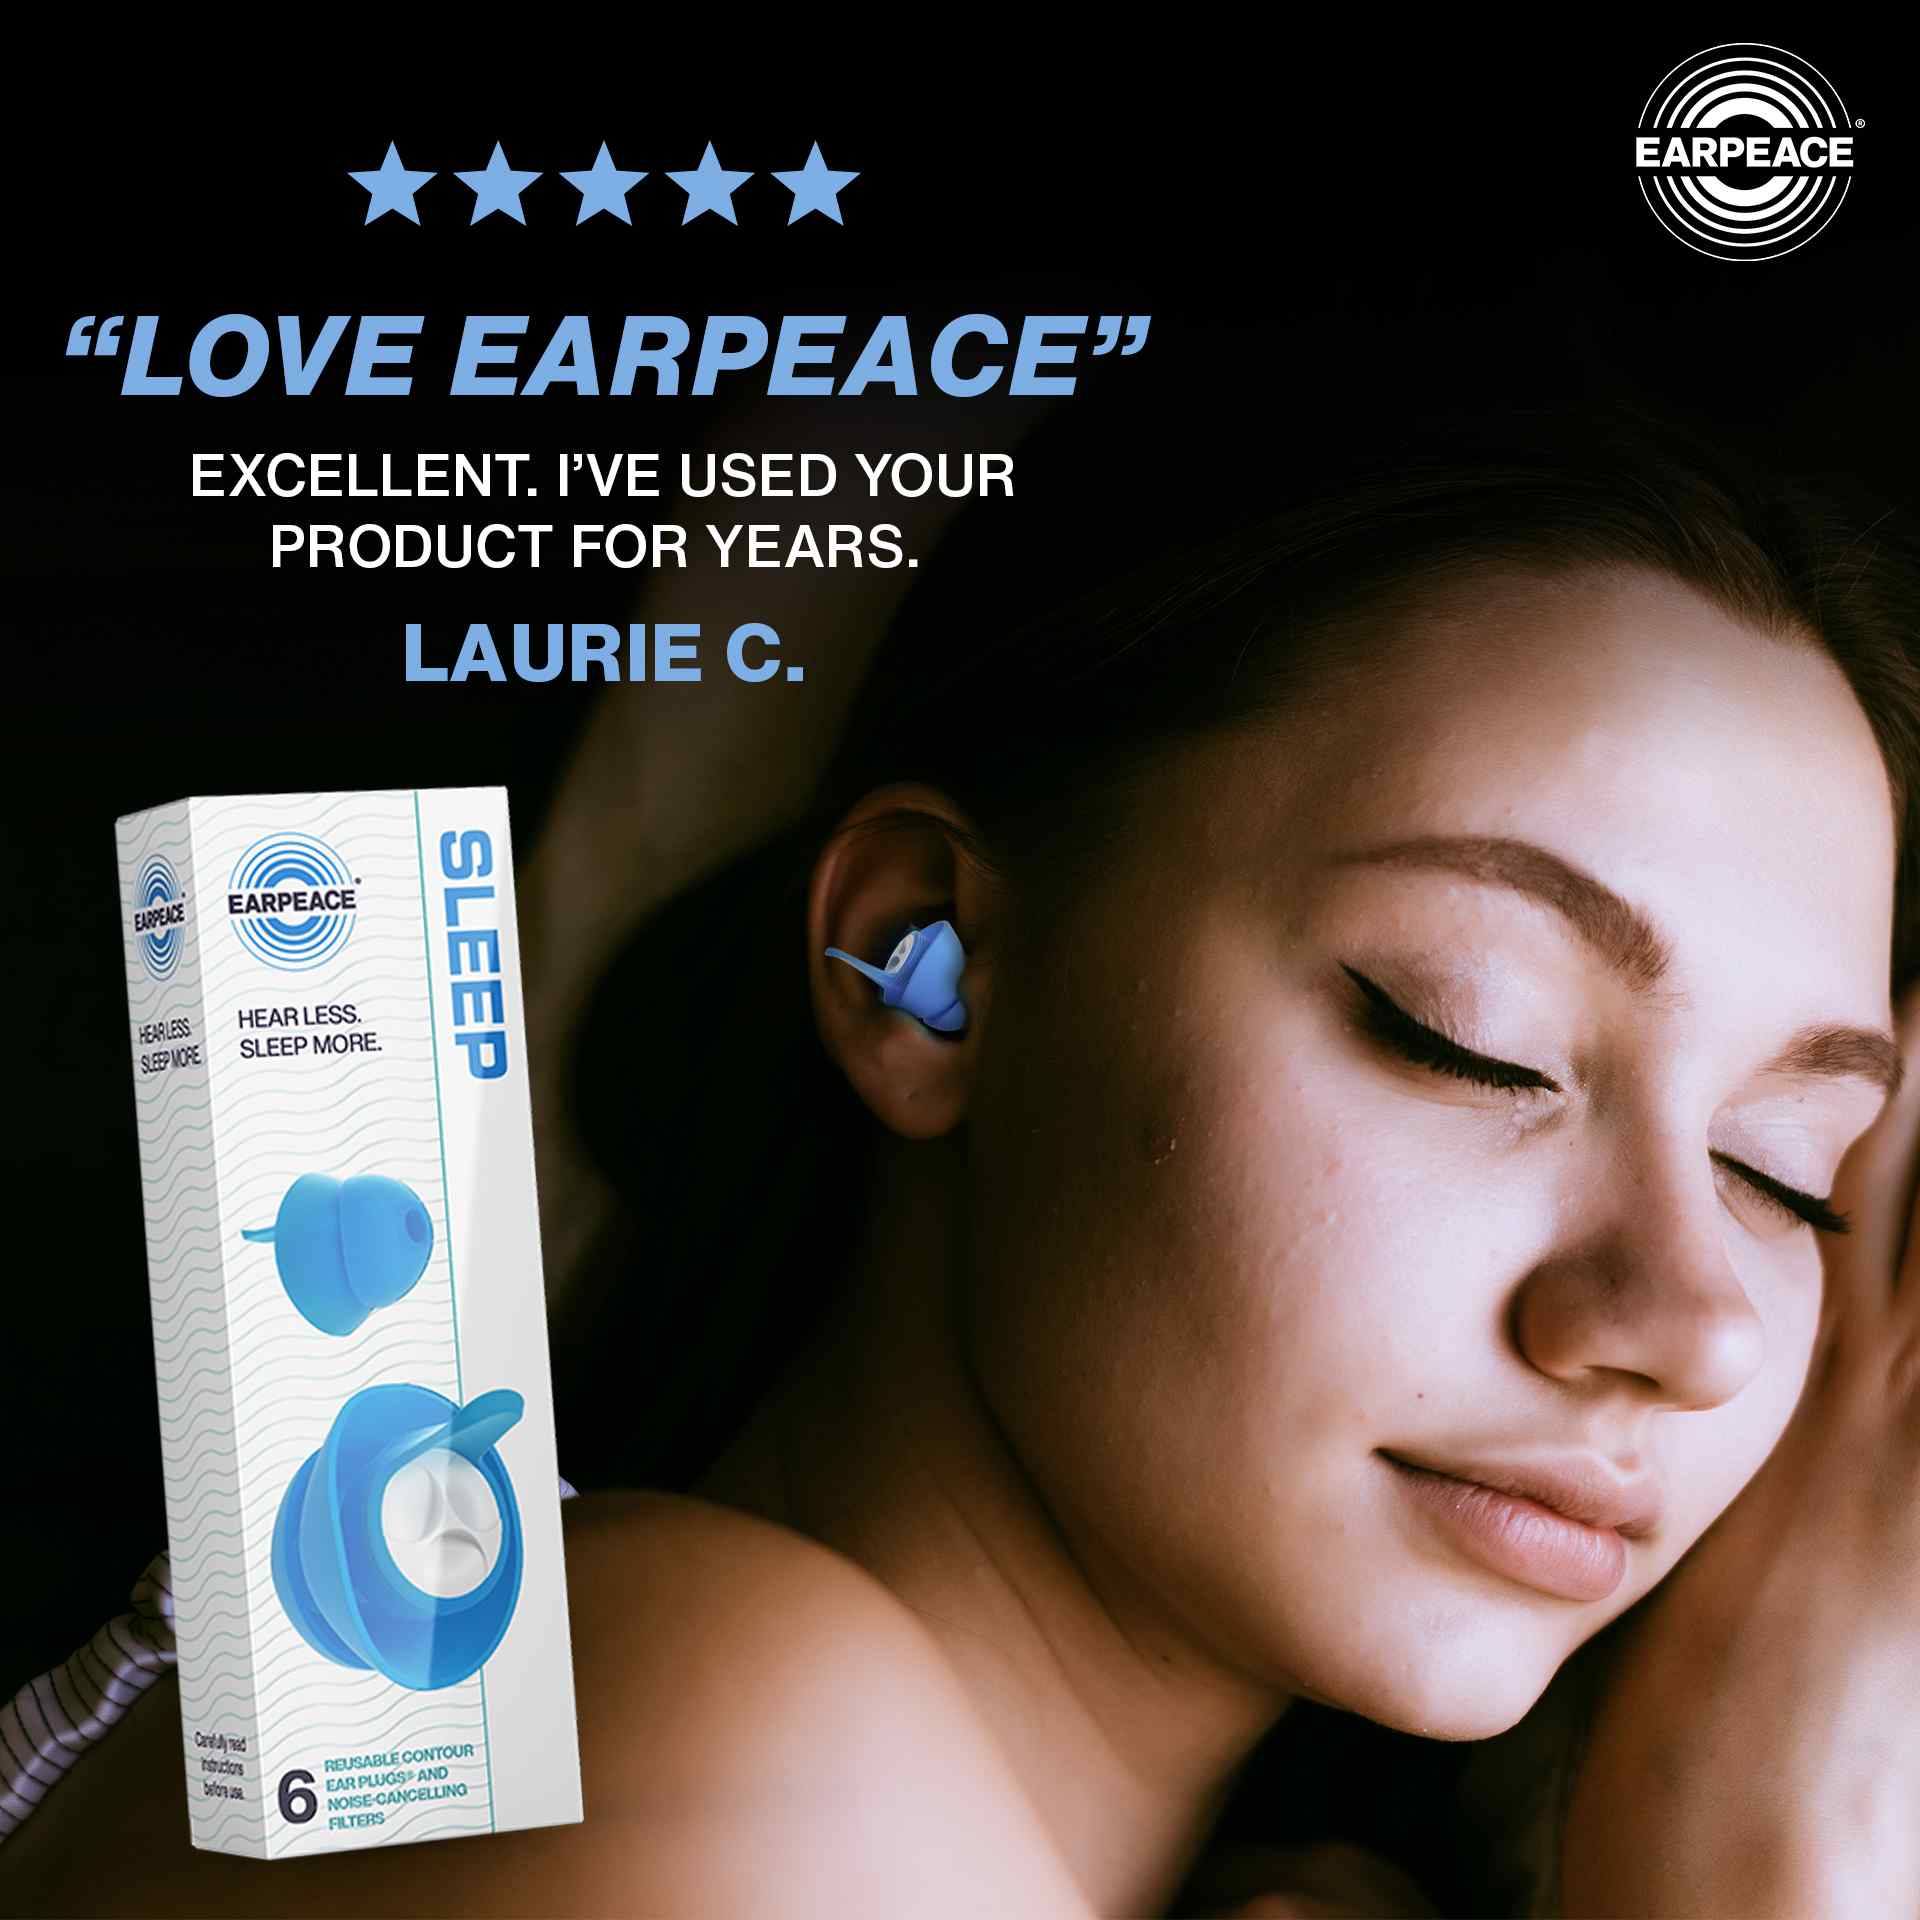 EARPEACE®
“LOVE EARPEACE”
EXCELLENT. I’VE USED YOUR
PRODUCT FOR YEARS.
LAURIE C.
EARPEACE
HEAR LESS.
SLEEP MORE.
Carefully read
instructions
before use.
EARPEACE
SLEEP
HEAR LESS.
SLEEP MORE.
6
REUSABLE CONTOUR
EAR PLUGS® AND
NOISE-CANCELLING
FILTERS